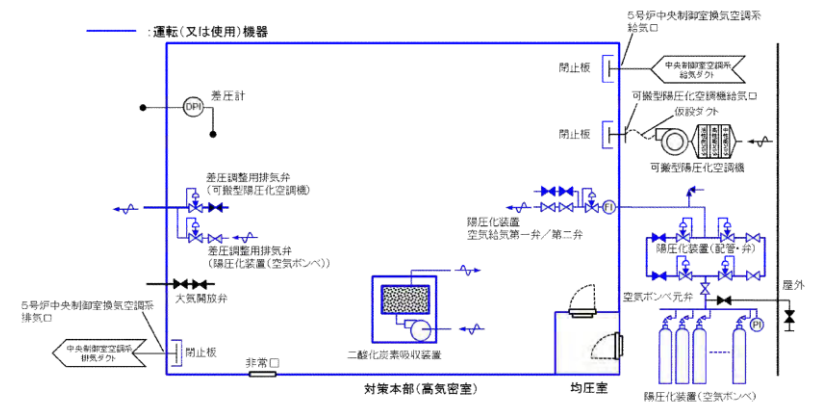 ：運転（又は使用）機器
5号炉中央制御室換気空調系
給気口
閉止板
中央制御室空調系
給気ダクト
可搬型陽圧化空調機給気口
仮設ダクト
閉止板
可搬型陽圧化空調機
差圧計
DPI
差圧調整用排気弁
（可搬型陽圧化空調機）
差圧調整用排気弁
（陽圧化装置（空気ボンベ））
FI
陽圧化装置
空気給気第一弁／第二弁
陽圧化装置（配管・弁）
大気開放弁
空気ボンベ元弁
屋外
5号炉中央制御室換気空調系
排気口
中央制御室空調系
排気ダクト
閉止板
PI
二酸化炭素吸収装置
非常口
対策本部（高気密室）
均圧室
陽圧化装置（空気ボンベ）